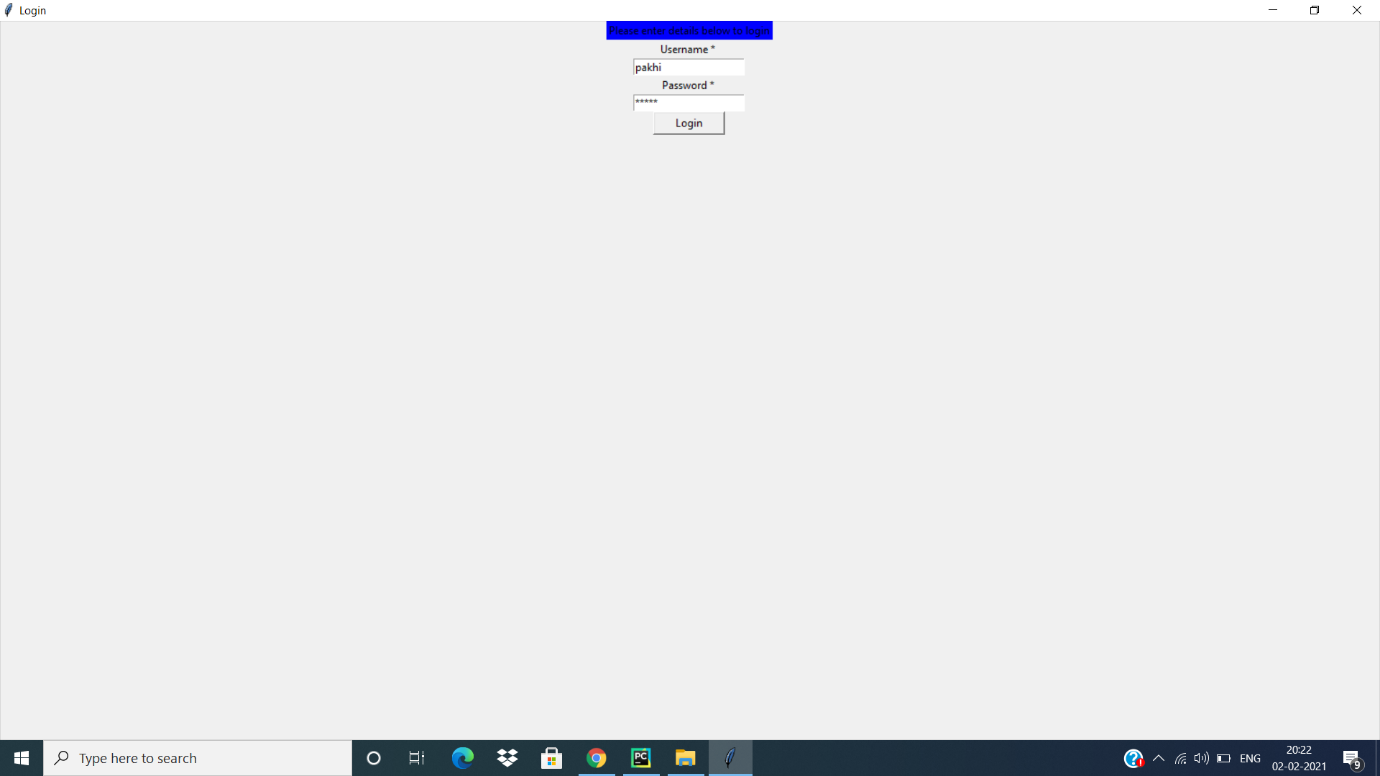 Login
Please enter details below to login
Username *
pakhi
Password *
*****
Login
Type here to search
PC
ENG
20:22
02-02-2021
9